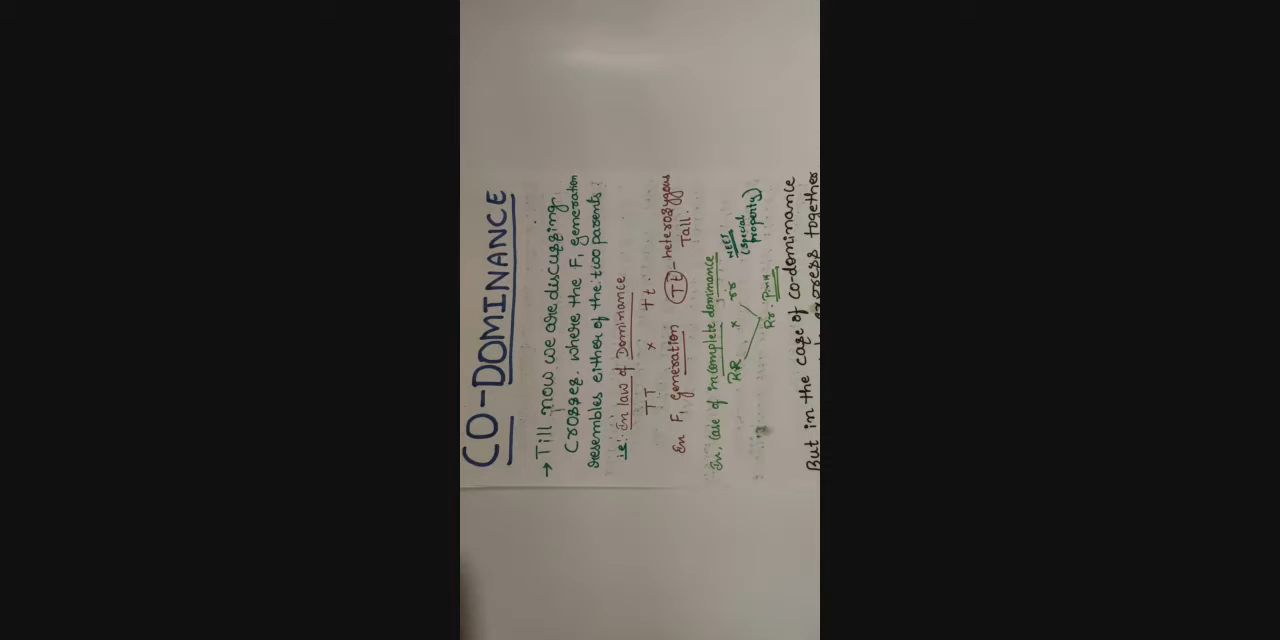 CO-DOMINANCE
→ Till now we are discussing
Crosses. where the F1 generation
resembles either of the two parents.
ie: In law of Dominance
TT × tt.
In F1 generation (Tt) - heterozygous
Tall.
In, Case of incomplete dominance
RR × rr NEET
(special
property)
Rr. Pink
But in the case of co-dominance
express together